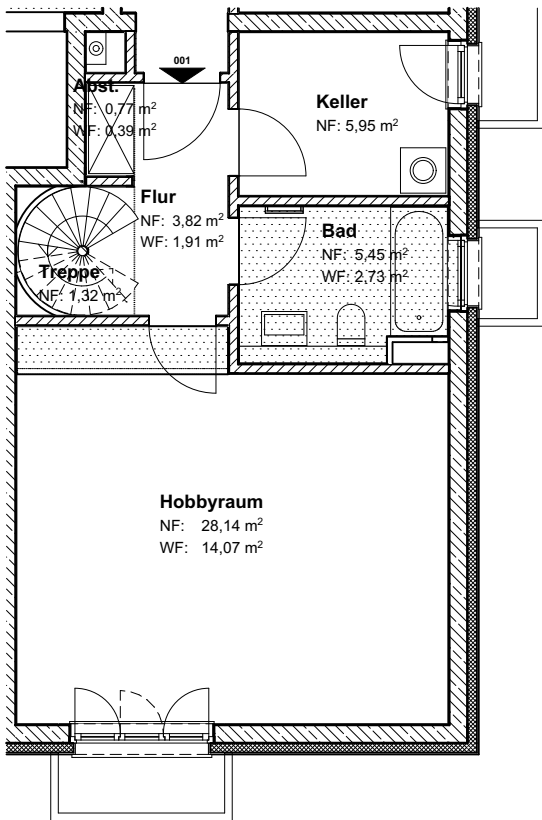 001
Abst.
NF: 0,77 m²
WF: 0,39 m²
Keller
NF: 5,95 m²
Flur
NF: 3,82 m²
WF: 1,91 m²
Bad
NF: 5,45 m²
WF: 2,73 m²
Treppe
NF: 1,32 m²
Hobbyraum
NF: 28,14 m²
WF: 14,07 m²